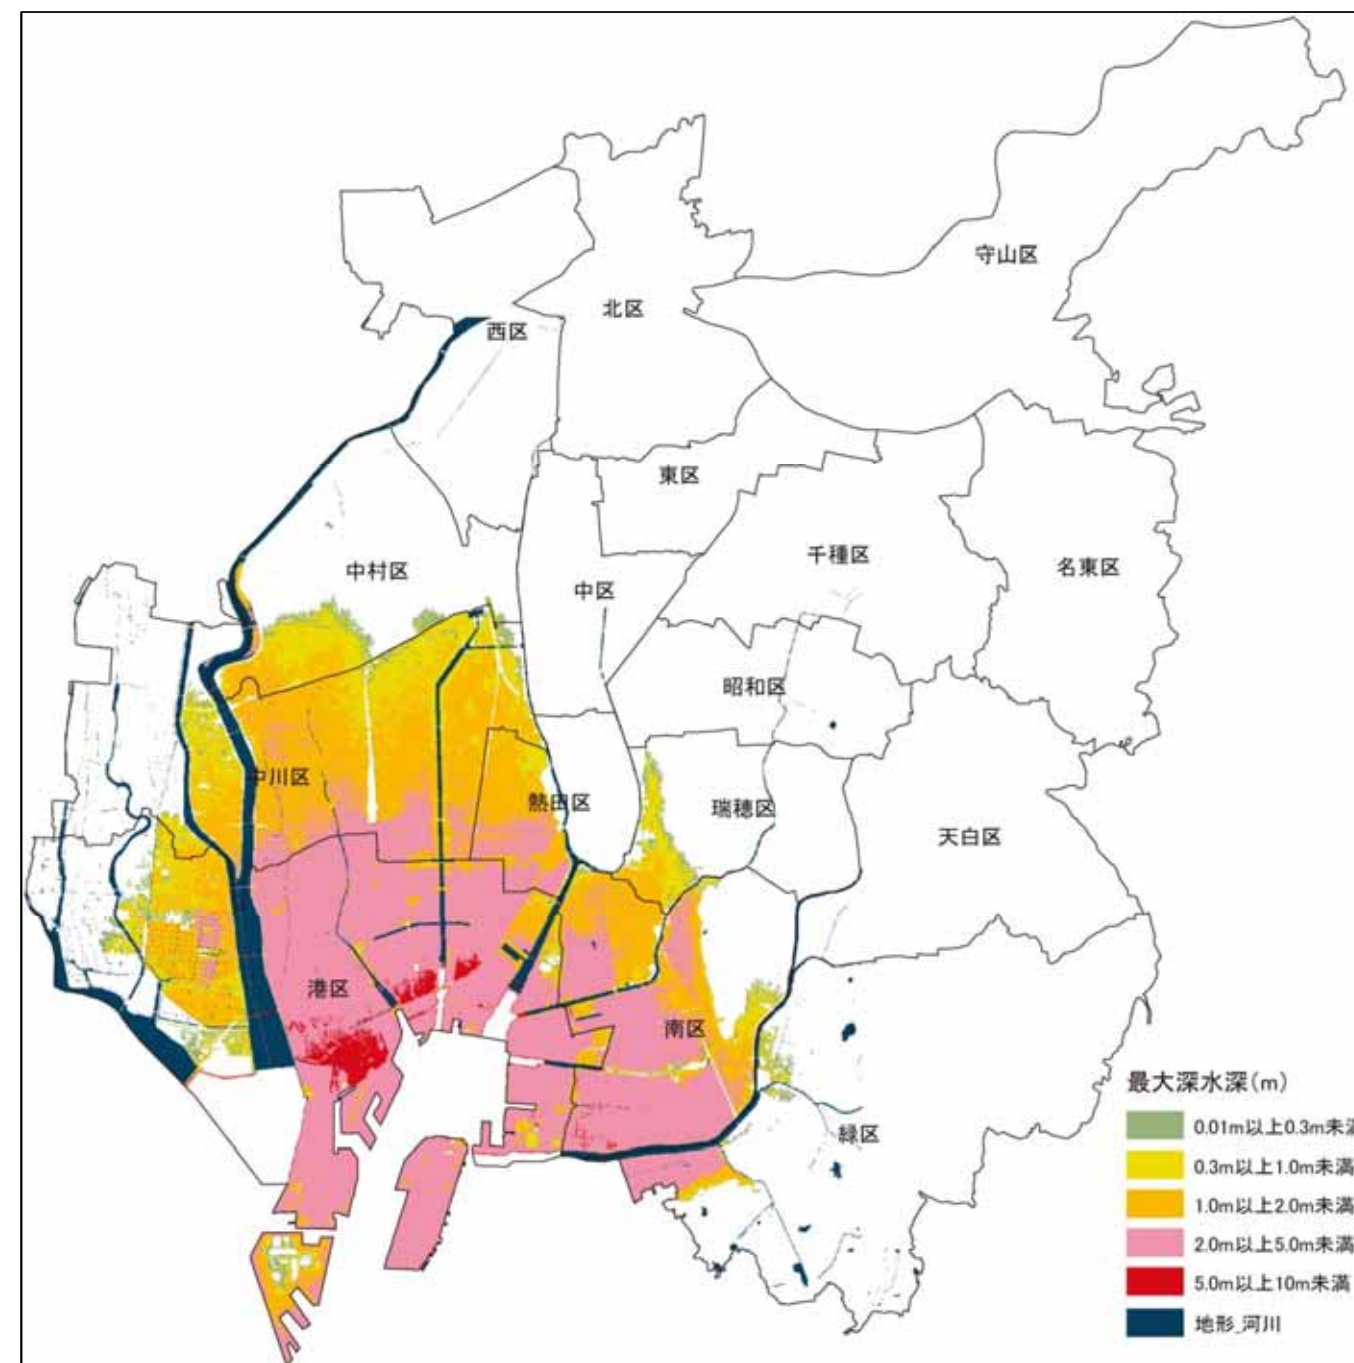 守山区
北区
西区
東区
千種区
名東区
中村区
中区
昭和区
中川区
熱田区
瑞穂区
天白区
港区
南区
緑区
最大深水深(m)
0.01m以上0.3m未満
0.3m以上1.0m未満
1.0m以上2.0m未満
2.0m以上5.0m未満
5.0m以上10m未満
地形_河川